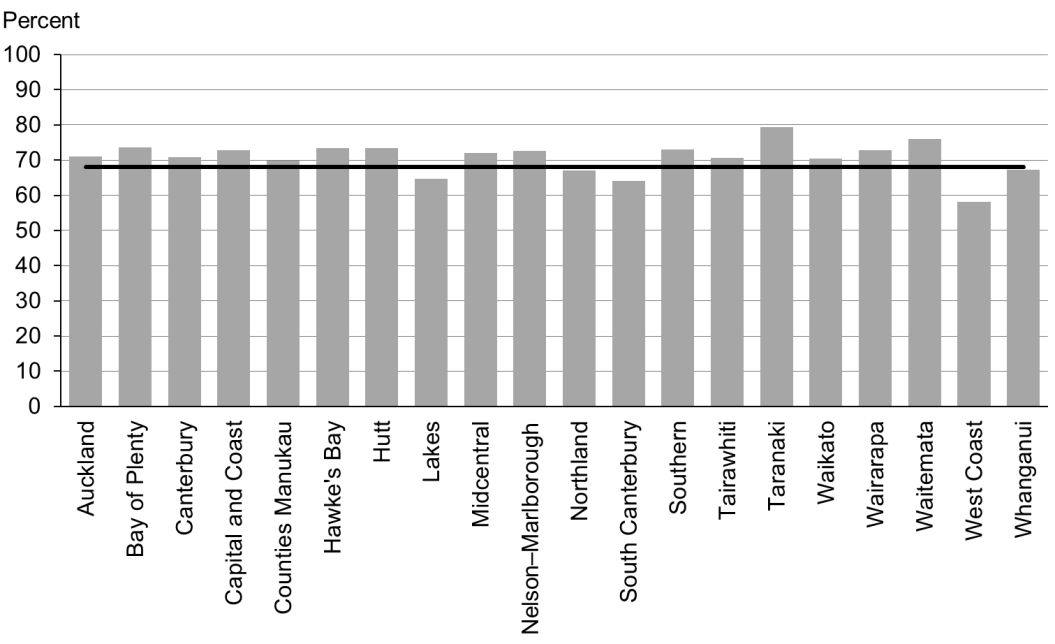 Percent
100
90
80
70
60
50
40
30
20
10
0
Auckland
Bay of Plenty
Canterbury
Capital and Coast
Counties Manukau
Hawke's Bay
Hutt
Lakes
Midcentral
Nelson–Marlborough
Northland
South Canterbury
Southern
Tairawhiti
Taranaki
Waikato
Wairarapa
Waitemata
West Coast
Whanganui